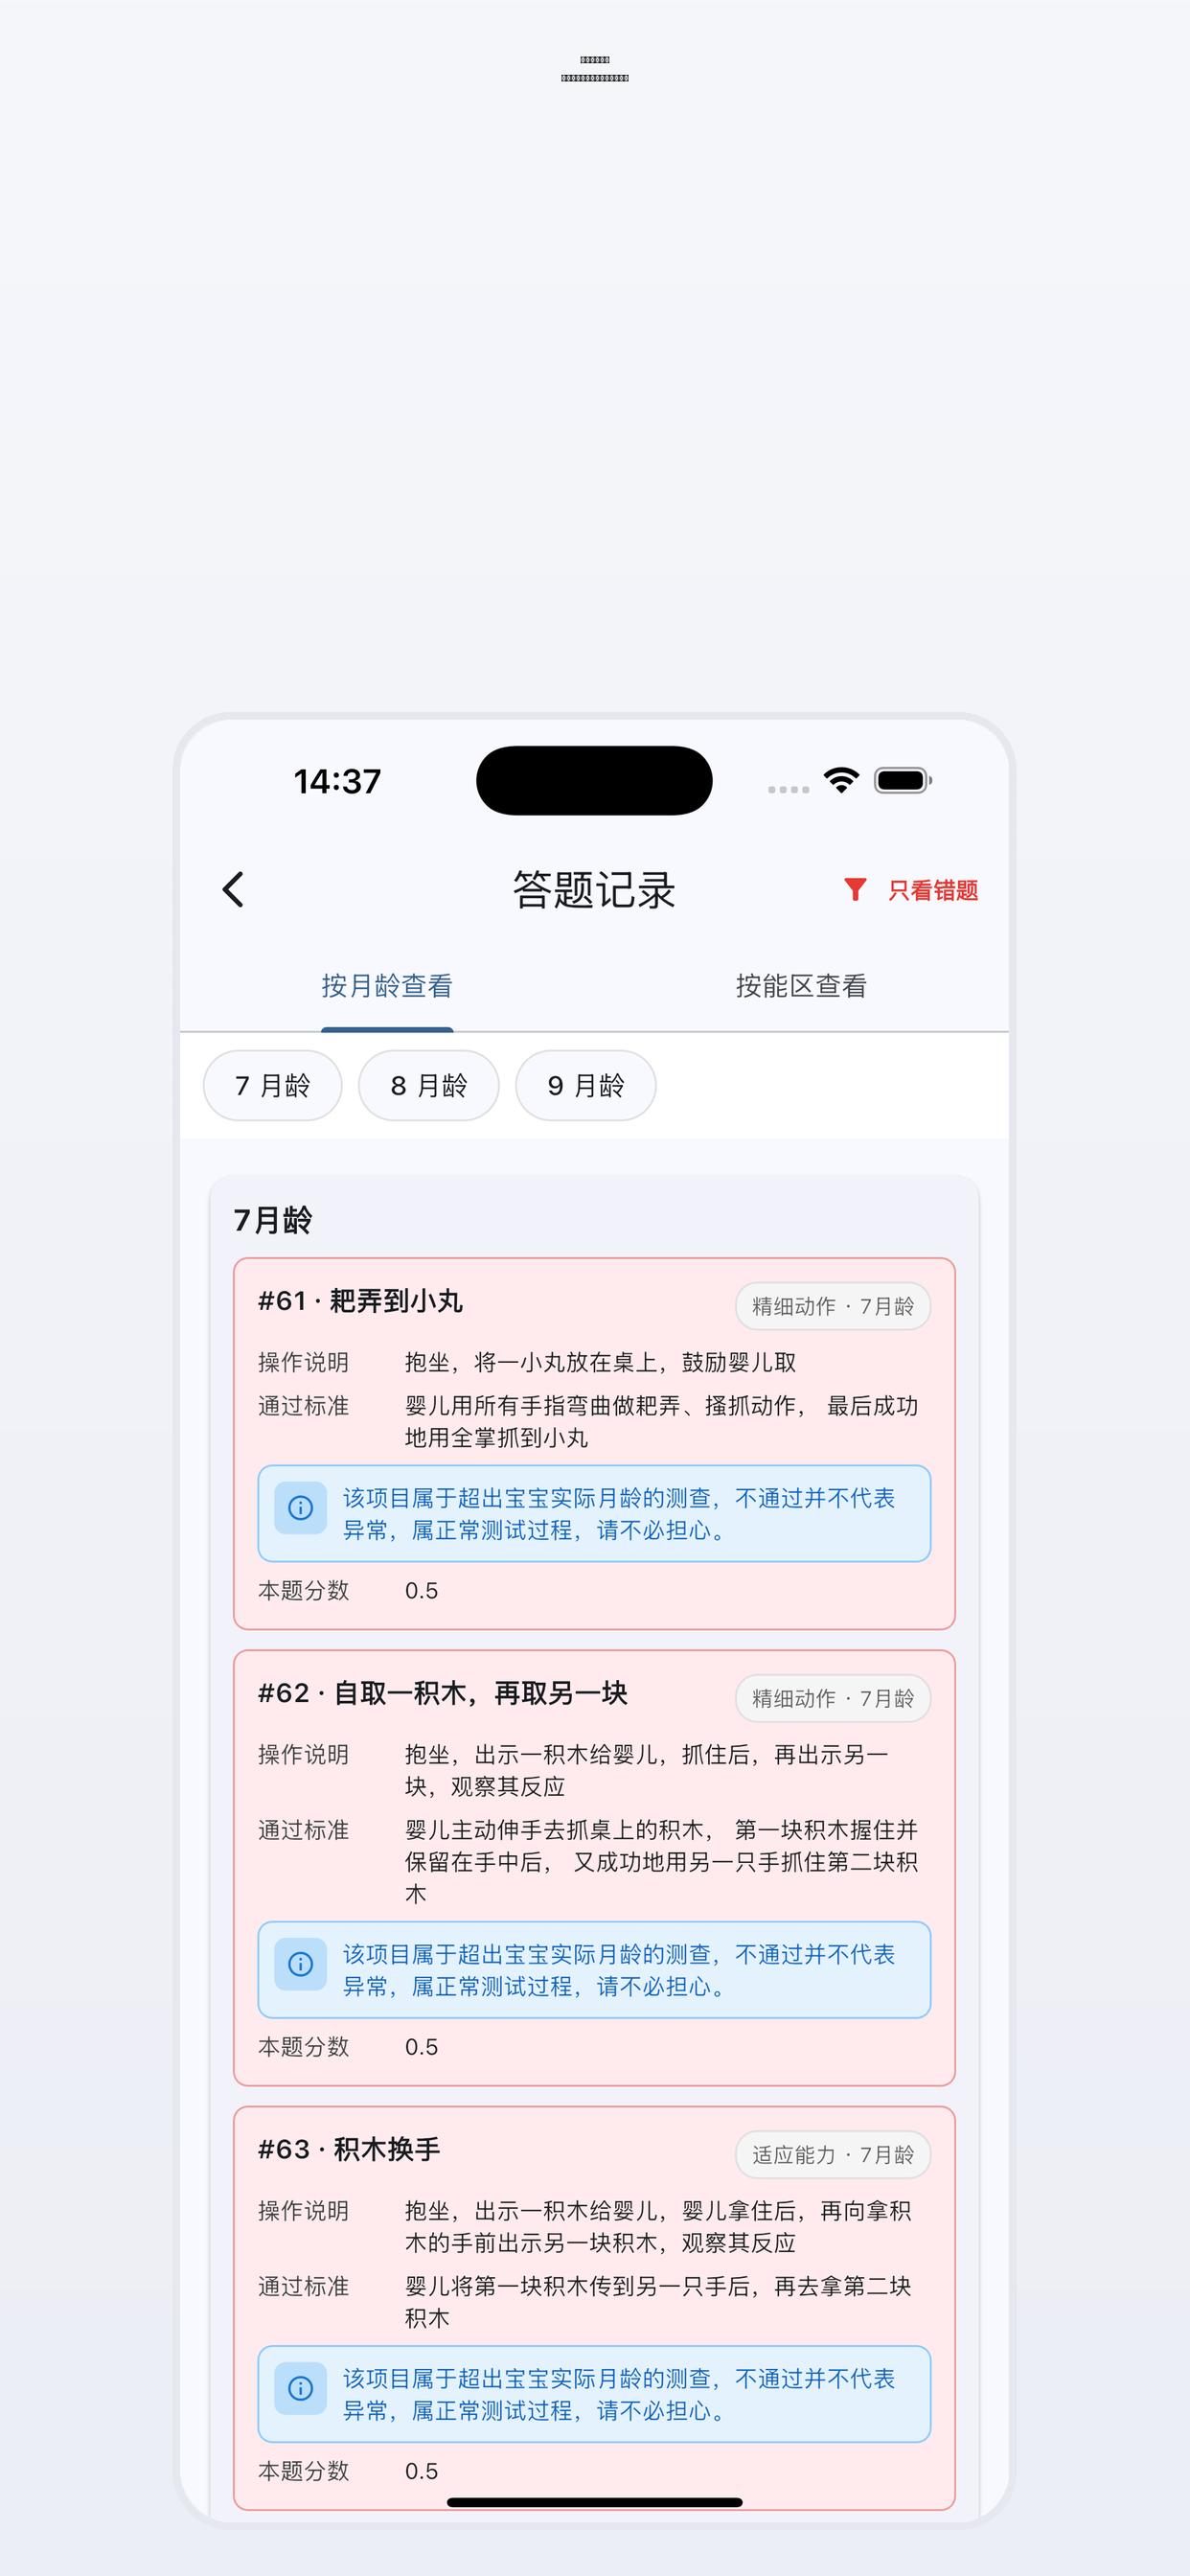 14:37
答题记录
只看错题
按月龄查看
按能区查看
7 月龄
8 月龄
9 月龄
7月龄
#61 · 耙弄到小丸
精细动作 · 7月龄
操作说明
抱坐，将一小丸放在桌上，鼓励婴儿取
通过标准
婴儿用所有手指弯曲做耙弄、搔抓动作， 最后成功
地用全掌抓到小丸
该项目属于超出宝宝实际月龄的测查，不通过并不代表
异常，属正常测试过程，请不必担心。
本题分数
0.5
#62 · 自取一积木，再取另一块
精细动作 · 7月龄
操作说明
抱坐，出示一积木给婴儿，抓住后，再出示另一
块，观察其反应
通过标准
婴儿主动伸手去抓桌上的积木， 第一块积木握住并
保留在手中后， 又成功地用另一只手抓住第二块积
木
该项目属于超出宝宝实际月龄的测查，不通过并不代表
异常，属正常测试过程，请不必担心。
本题分数
0.5
#63 · 积木换手
适应能力 · 7月龄
操作说明
抱坐，出示一积木给婴儿，婴儿拿住后，再向拿积
木的手前出示另一块积木，观察其反应
通过标准
婴儿将第一块积木传到另一只手后，再去拿第二块
积木
该项目属于超出宝宝实际月龄的测查，不通过并不代表
异常，属正常测试过程，请不必担心。
本题分数
0.5